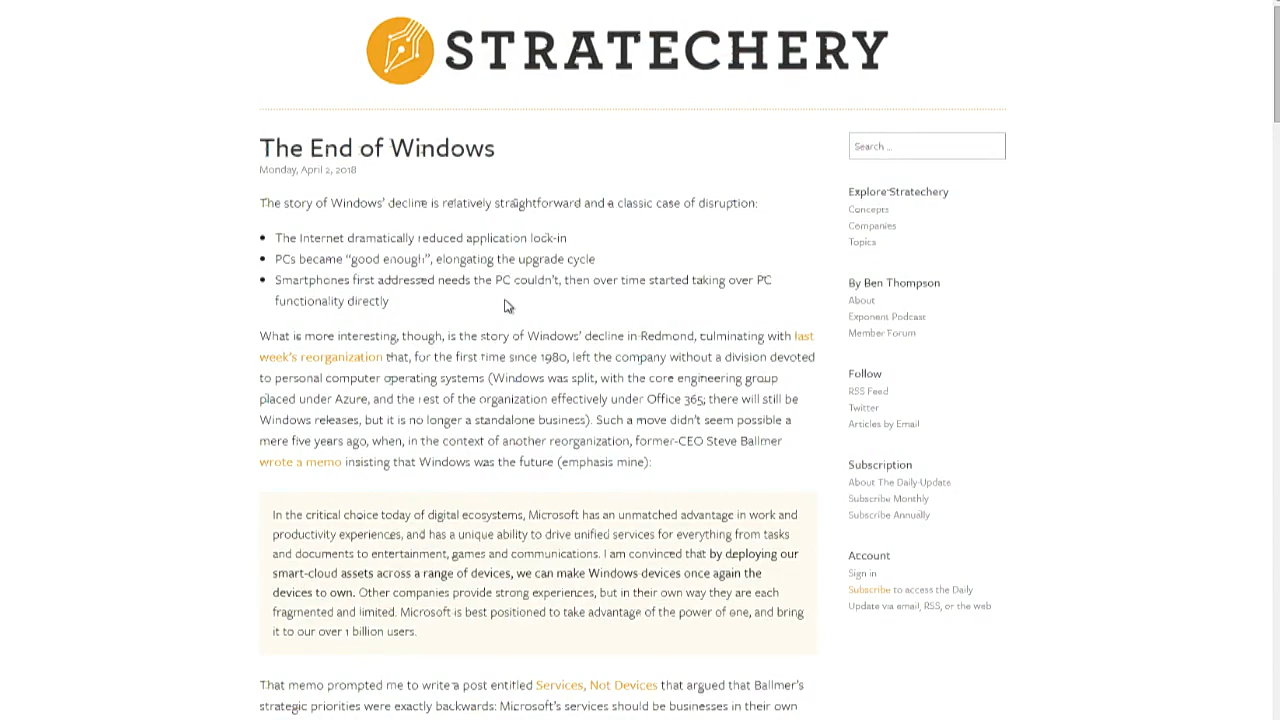 STRATECHERY
The End of Windows
Monday, April 2, 2018
The story of Windows' decline is relatively straightforward and a classic case of disruption:
• The Internet dramatically reduced application lock-in
• PCs became "good enough", elongating the upgrade cycle
• Smartphones first addressed needs the PC couldn't, then over time started taking over PC
functionality directly
What is more interesting, though, is the story of Windows' decline in Redmond, culminating with last
week's reorganization that, for the first time since 1980, left the company without a division devoted
to personal computer operating systems (Windows was split, with the core engineering group
placed under Azure, and the rest of the organization effectively under Office 365; there will still be
Windows releases, but it is no longer a standalone business). Such a move didn't seem possible a
mere five years ago, when, in the context of another reorganization, former-CEO Steve Ballmer
wrote a memo insisting that Windows was the future (emphasis mine):
In the critical choice today of digital ecosystems, Microsoft has an unmatched advantage in work and
productivity experiences, and has a unique ability to drive unified services for everything from tasks
and documents to entertainment, games and communications. I am convinced that by deploying our
smart-cloud assets across a range of devices, we can make Windows devices once again the
devices to own. Other companies provide strong experiences, but in their own way they are each
fragmented and limited. Microsoft is best positioned to take advantage of the power of one, and bring
it to our over 1 billion users.
That memo prompted me to write a post entitled Services, Not Devices that argued that Ballmer's
strategic priorities were exactly backwards: Microsoft's services should be businesses in their own
Search ...
Explore Stratechery
Concepts
Companies
Topics
By Ben Thompson
About
Exponent Podcast
Member Forum
Follow
RSS Feed
Twitter
Articles by Email
Subscription
About The Daily Update
Subscribe Monthly
Subscribe Annually
Account
Sign in
Subscribe to access the Daily
Update via email, RSS, or the web